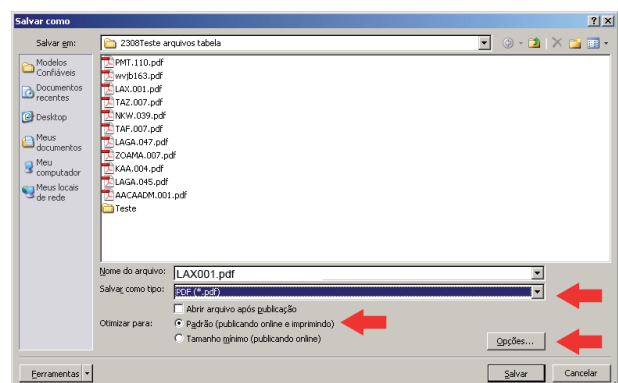 Salvar como
Salvar em: 2308Teste arquivos tabela
Modelos Confiáveis
Documentos recentes
Desktop
Meus documentos
Meu computador
Meus locais de rede
PMT.110.pdf
wvjb163.pdf
LAX.001.pdf
TAZ.007.pdf
NKW.039.pdf
TAF.007.pdf
LAGA.047.pdf
ZOAMA.007.pdf
KAA.004.pdf
LAGA.045.pdf
AACAADM.001.pdf
Teste
Nome do arquivo: LAX001.pdf
Salvar como tipo: PDF (*.pdf)
Abrir arquivo após publicação
Otimizar para: Padrão (publicando online e imprimindo)
Tamanho mínimo (publicando online)
Opções...
Ferramentas Salvar Cancelar